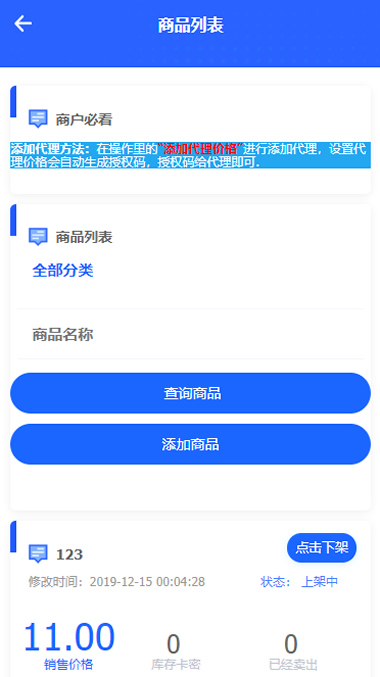 商品列表
商户必看
添加代理方法：在操作里的"添加代理价格"进行添加代理，设置代
理价格会自动生成授权码，授权码给代理即可.
商品列表
全部分类
商品名称
查询商品
添加商品
123
点击下架
修改时间：2019-12-15 00:04:28
状态： 上架中
11.00
0
0
销售价格
库存卡密
已经卖出